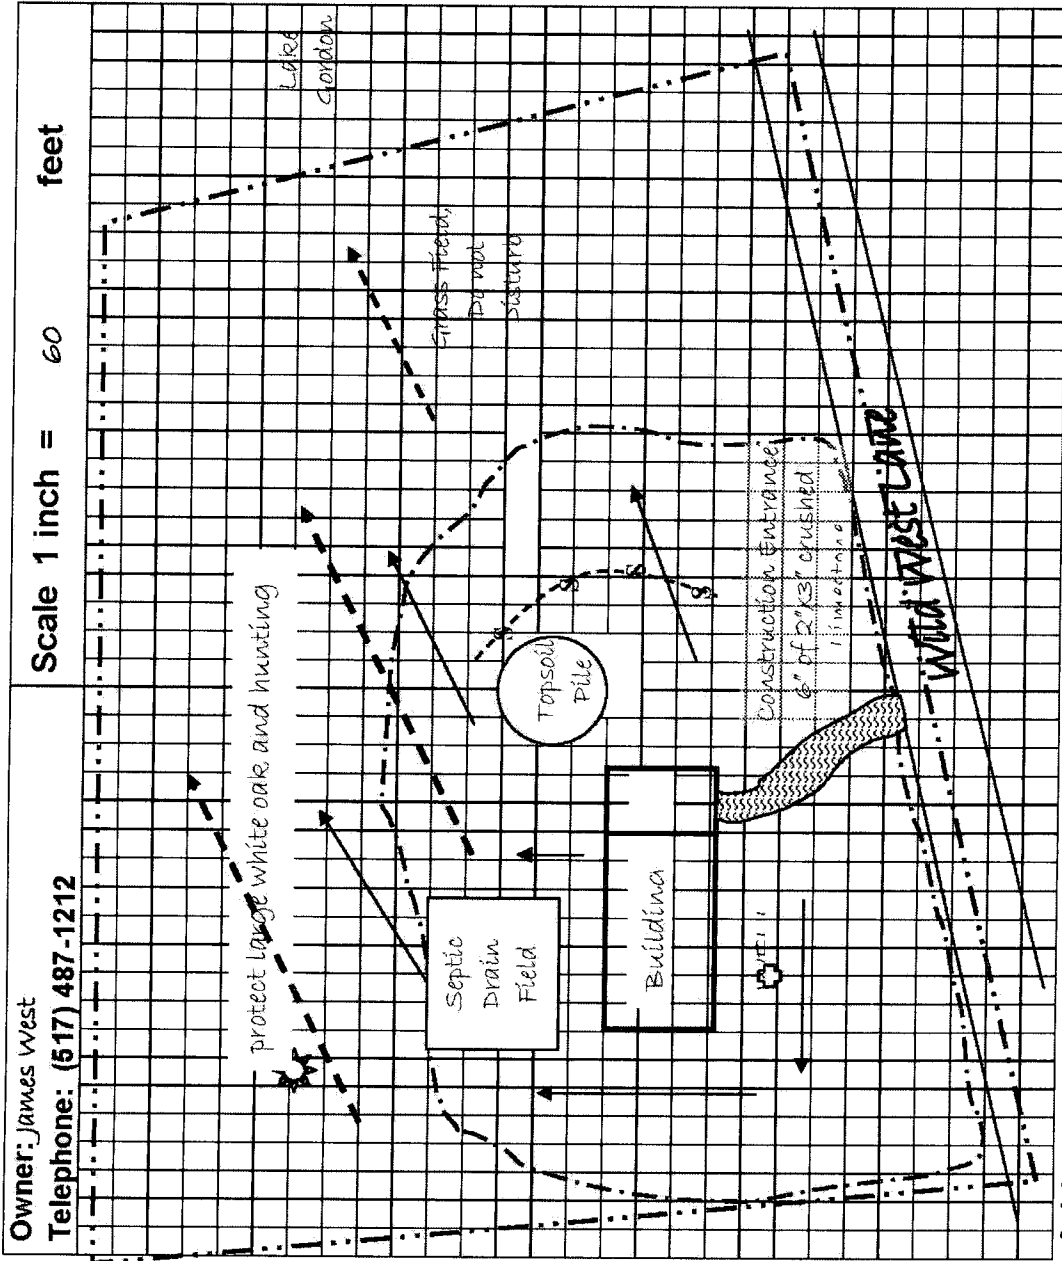 Owner: James West
Telephone: (517) 487-1212
Scale 1 inch = 60 feet
Lake
Gordon
protect large white oak and hunting
Grass Field,
Do not
Disturb
Septic
Drain
Field
Topsoil
Pile
S
S
S
S
Building
Construction Entrance,
6" of 2"x3" crushed
Wild West Lane